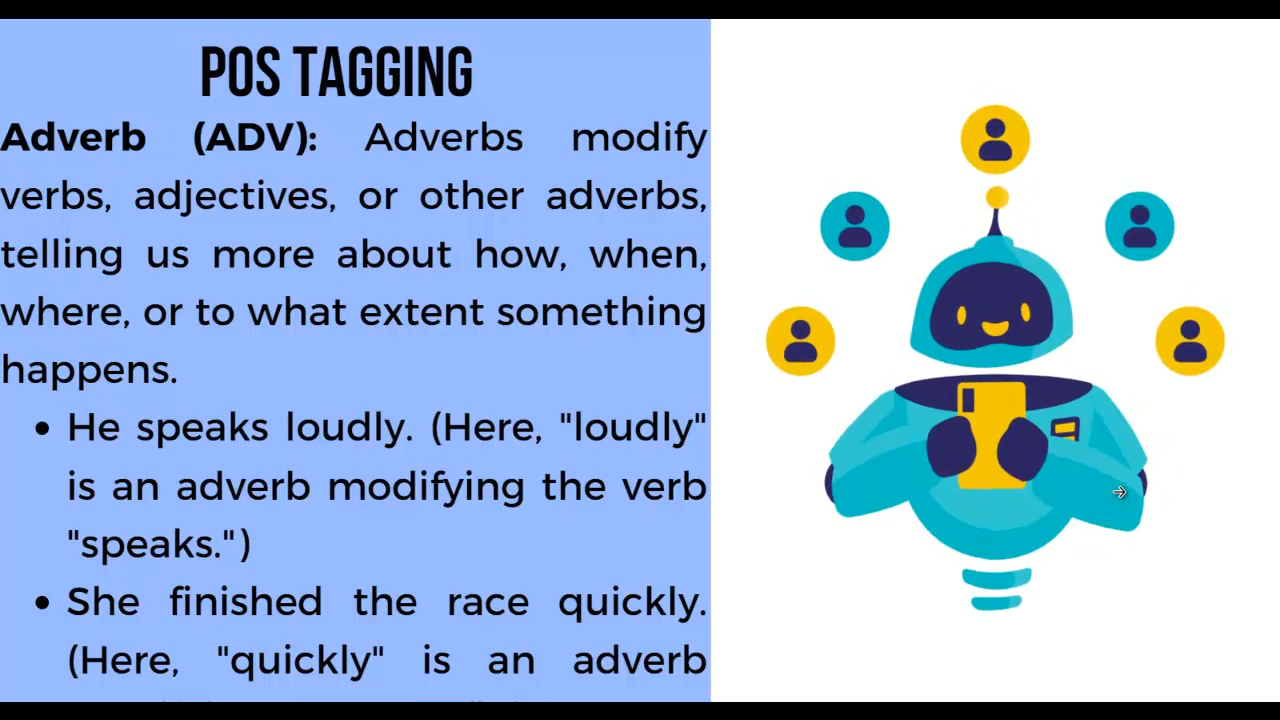 POS TAGGING
Adverb (ADV): Adverbs modify
verbs, adjectives, or other adverbs,
telling us more about how, when,
where, or to what extent something
happens.
• He speaks loudly. (Here, "loudly"
is an adverb modifying the verb
"speaks.")
• She finished the race quickly.
(Here, "quickly" is an adverb